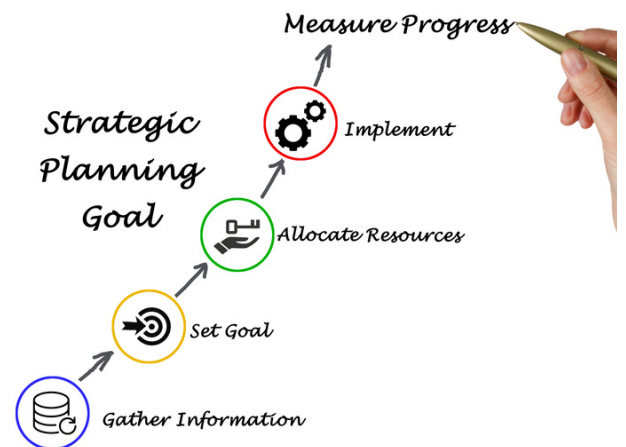 Measure Progress
Implement
Strategic
Planning
Goal
Allocate Resources
Set Goal
Gather Information